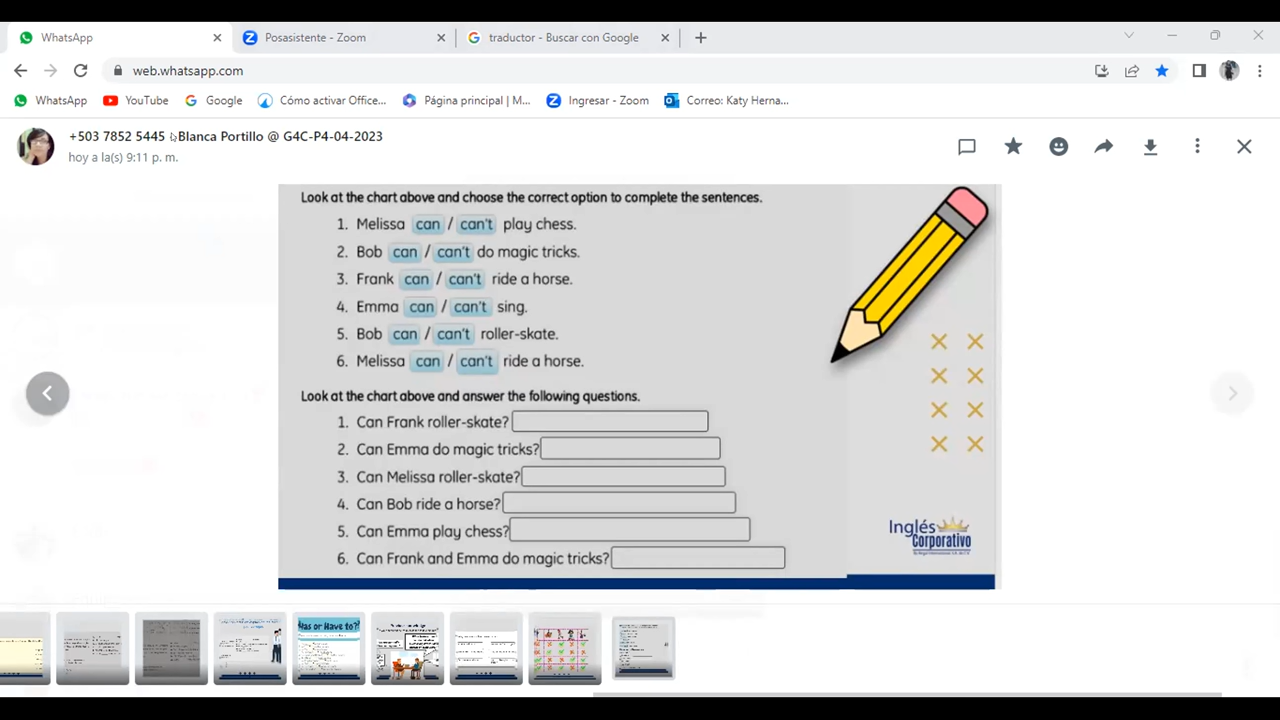 WhatsApp
Posasistente - Zoom
traductor - Buscar con Google
web.whatsapp.com
WhatsApp
YouTube
Google
Cómo activar Office...
Página principal | M...
Ingresar - Zoom
Correo: Katy Herna...
+503 7852 5445 ~Blanca Portillo @ G4C-P4-04-2023
hoy a la(s) 9:11 p. m.
Look at the chart above and choose the correct option to complete the sentences.
1. Melissa can / can't play chess.
2. Bob can / can't do magic tricks.
3. Frank can / can't ride a horse.
4. Emma can / can't sing.
5. Bob can / can't roller-skate.
6. Melissa can / can't ride a horse.
Look at the chart above and answer the following questions.
1. Can Frank roller-skate?
2. Can Emma do magic tricks?
3. Can Melissa roller-skate?
4. Can Bob ride a horse?
5. Can Emma play chess?
6. Can Frank and Emma do magic tricks?
Inglés
Corporativo
Was or Have to?